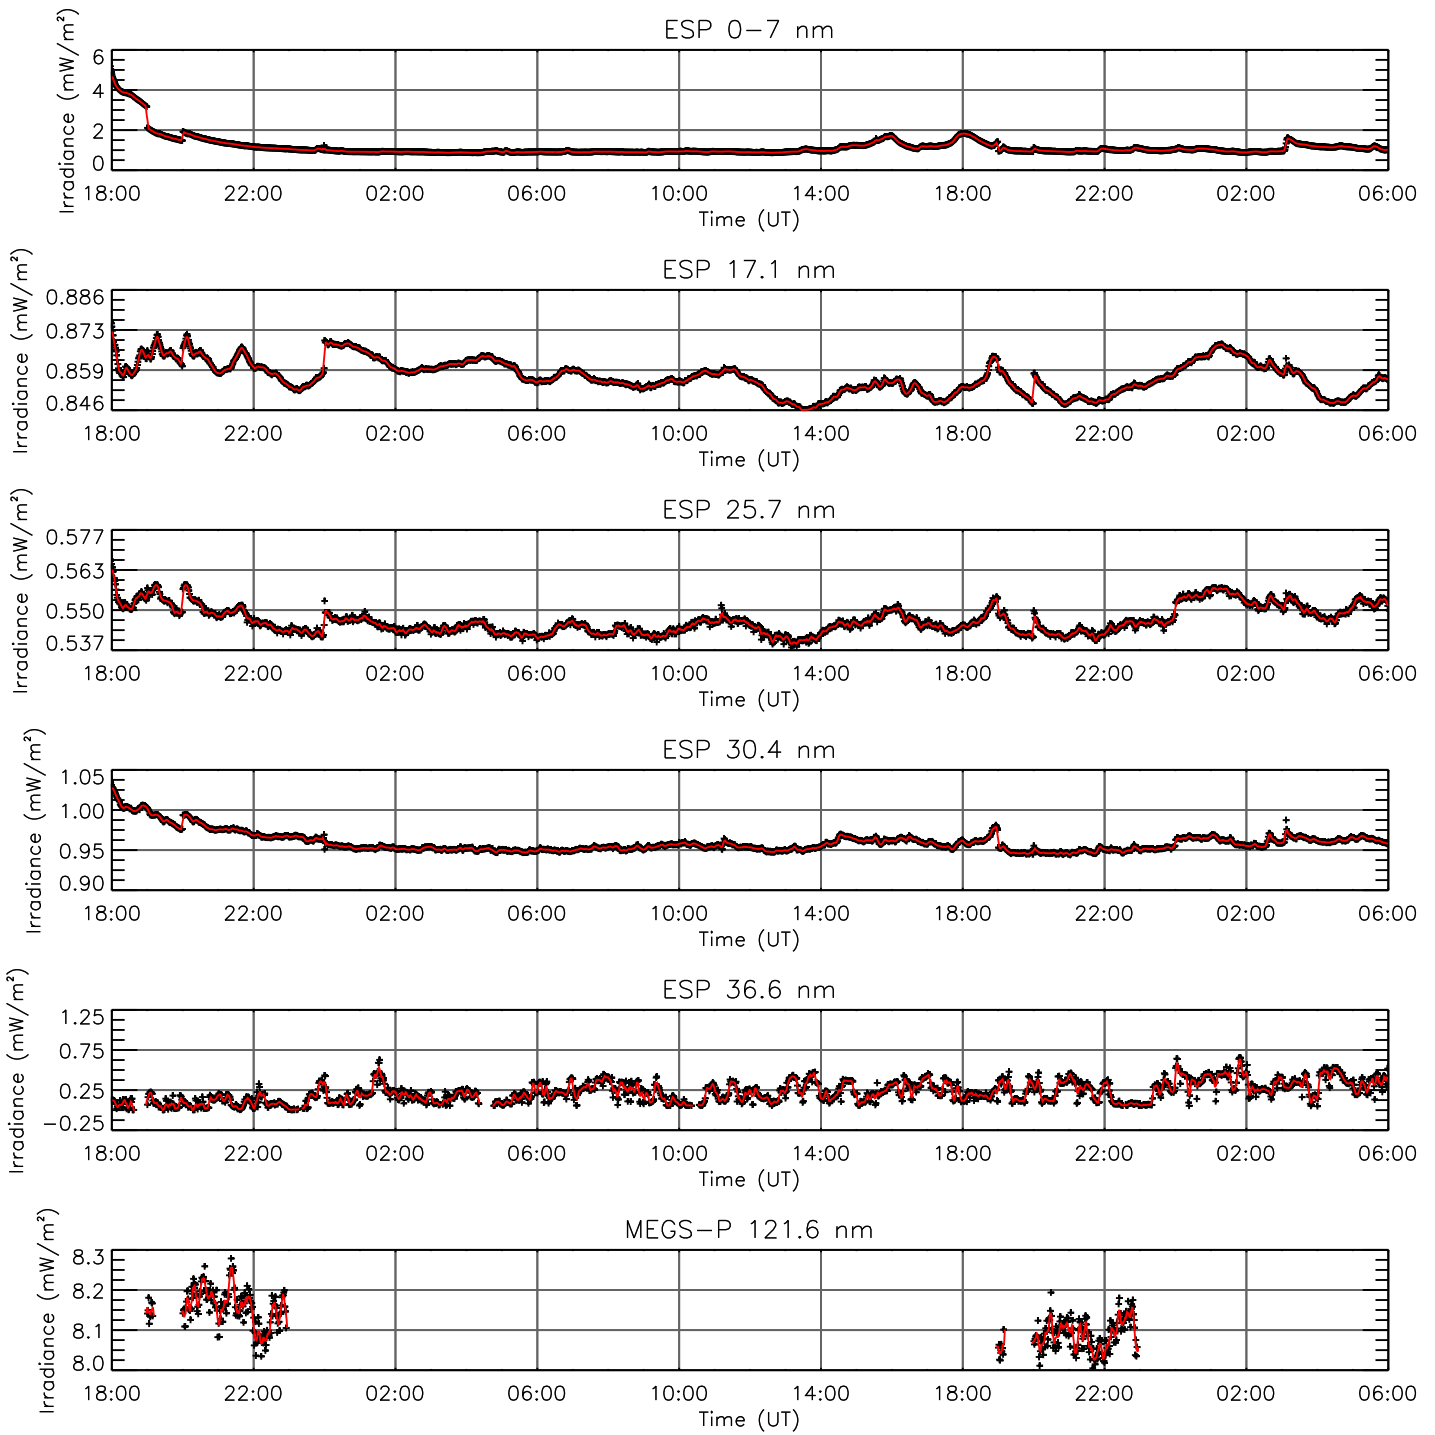 ESP 0-7 nm
Irradiance (mW/m²)
6
4
2
0
18:00 22:00 02:00 06:00 10:00 14:00 18:00 22:00 02:00 06:00
Time (UT)
ESP 17.1 nm
Irradiance (mW/m²)
0.886
0.873
0.859
0.846
18:00 22:00 02:00 06:00 10:00 14:00 18:00 22:00 02:00 06:00
Time (UT)
ESP 25.7 nm
Irradiance (mW/m²)
0.577
0.563
0.550
0.537
18:00 22:00 02:00 06:00 10:00 14:00 18:00 22:00 02:00 06:00
Time (UT)
ESP 30.4 nm
Irradiance (mW/m²)
1.05
1.00
0.95
0.90
18:00 22:00 02:00 06:00 10:00 14:00 18:00 22:00 02:00 06:00
Time (UT)
ESP 36.6 nm
Irradiance (mW/m²)
1.25
0.75
0.25
-0.25
18:00 22:00 02:00 06:00 10:00 14:00 18:00 22:00 02:00 06:00
Time (UT)
MEGS-P 121.6 nm
Irradiance (mW/m²)
8.3
8.2
8.1
8.0
18:00 22:00 02:00 06:00 10:00 14:00 18:00 22:00 02:00 06:00
Time (UT)